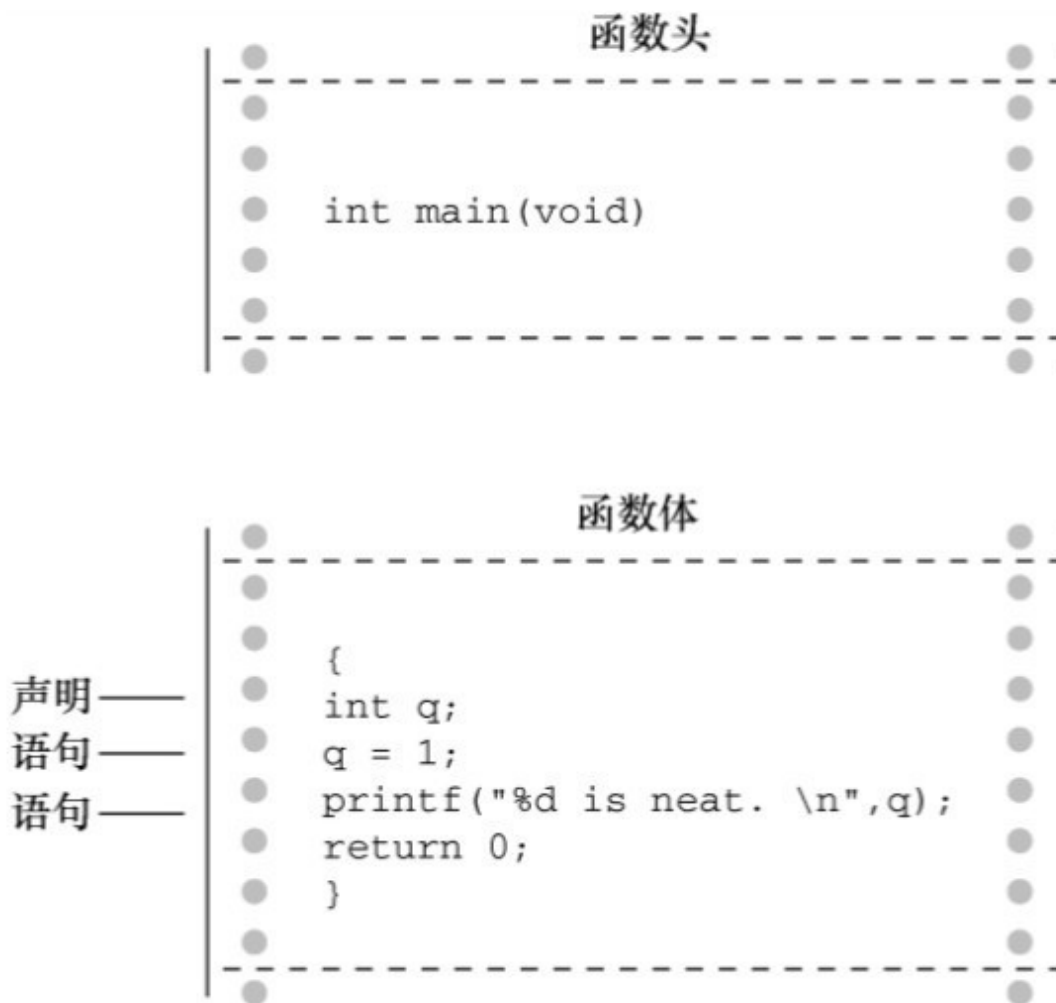 函数头
int main(void)
函数体
{
声明
int q;
语句
q = 1;
语句
printf("%d is neat. \n",q);
return 0;
}